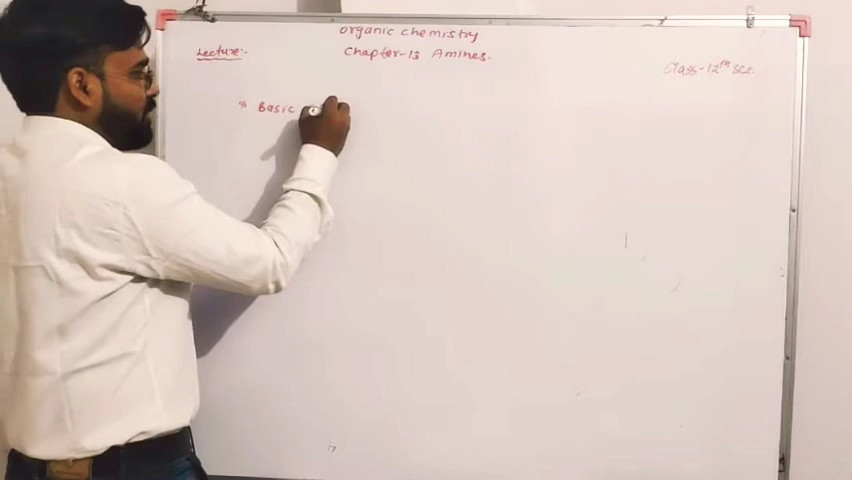 Organic chemistry
Lecture:-
Chapter-13 Amines.
Class-12th sci.
Basic